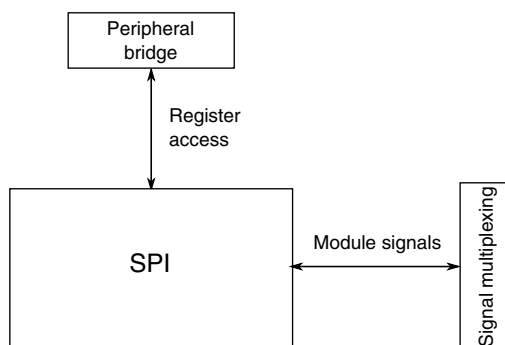 Peripheral
bridge
Register
access
SPI
Module signals
Signal multiplexing